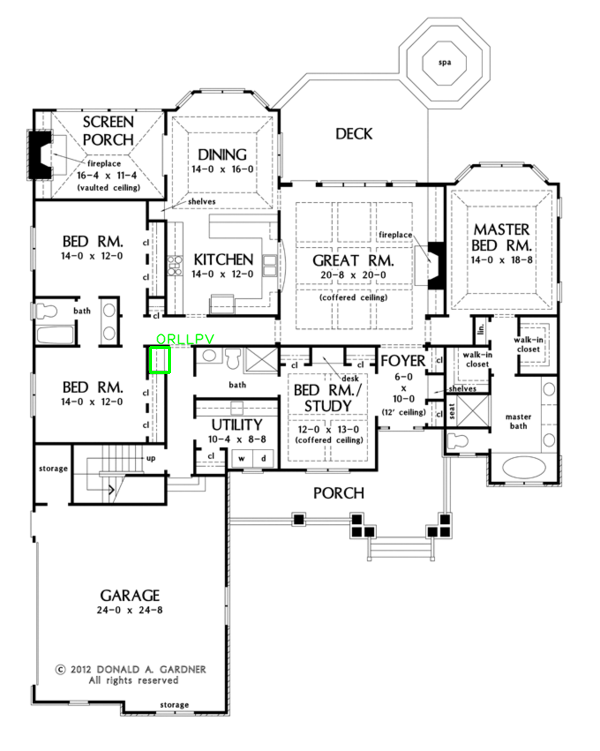 spa
SCREEN
PORCH
fireplace
16-4 x 11-4
(vaulted ceiling)
DINING
14-0 x 16-0
DECK
shelves
BED RM.
14-0 x 12-0
cl
cl
KITCHEN
14-0 x 12-0
fireplace
GREAT RM.
20-8 x 20-0
(coffered ceiling)
MASTER
BED RM.
14-0 x 18-8
bath
cl
ORLLPV
lin.
walk-in
closet
walk-in
closet
BED RM.
14-0 x 12-0
cl
bath
cl
desk
cl
BED RM./
STUDY
12-0 x 13-0
(coffered ceiling)
FOYER
6-0
x
10-0
(12' ceiling)
cl
cl
shelves
seat
master
bath
UTILITY
10-4 x 8-8
cl
w
d
storage
up
PORCH
GARAGE
24-0 x 24-8
© 2012 DONALD A. GARDNER
All rights reserved
storage